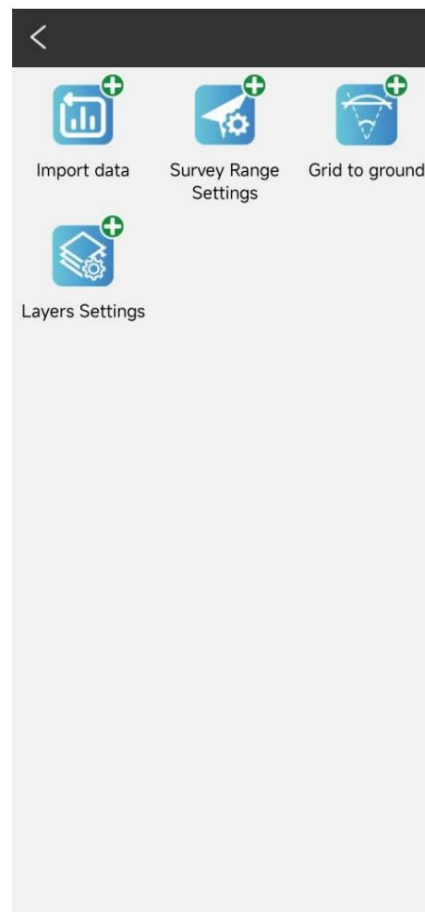 Import data
Survey Range
Settings
Grid to ground
Layers Settings